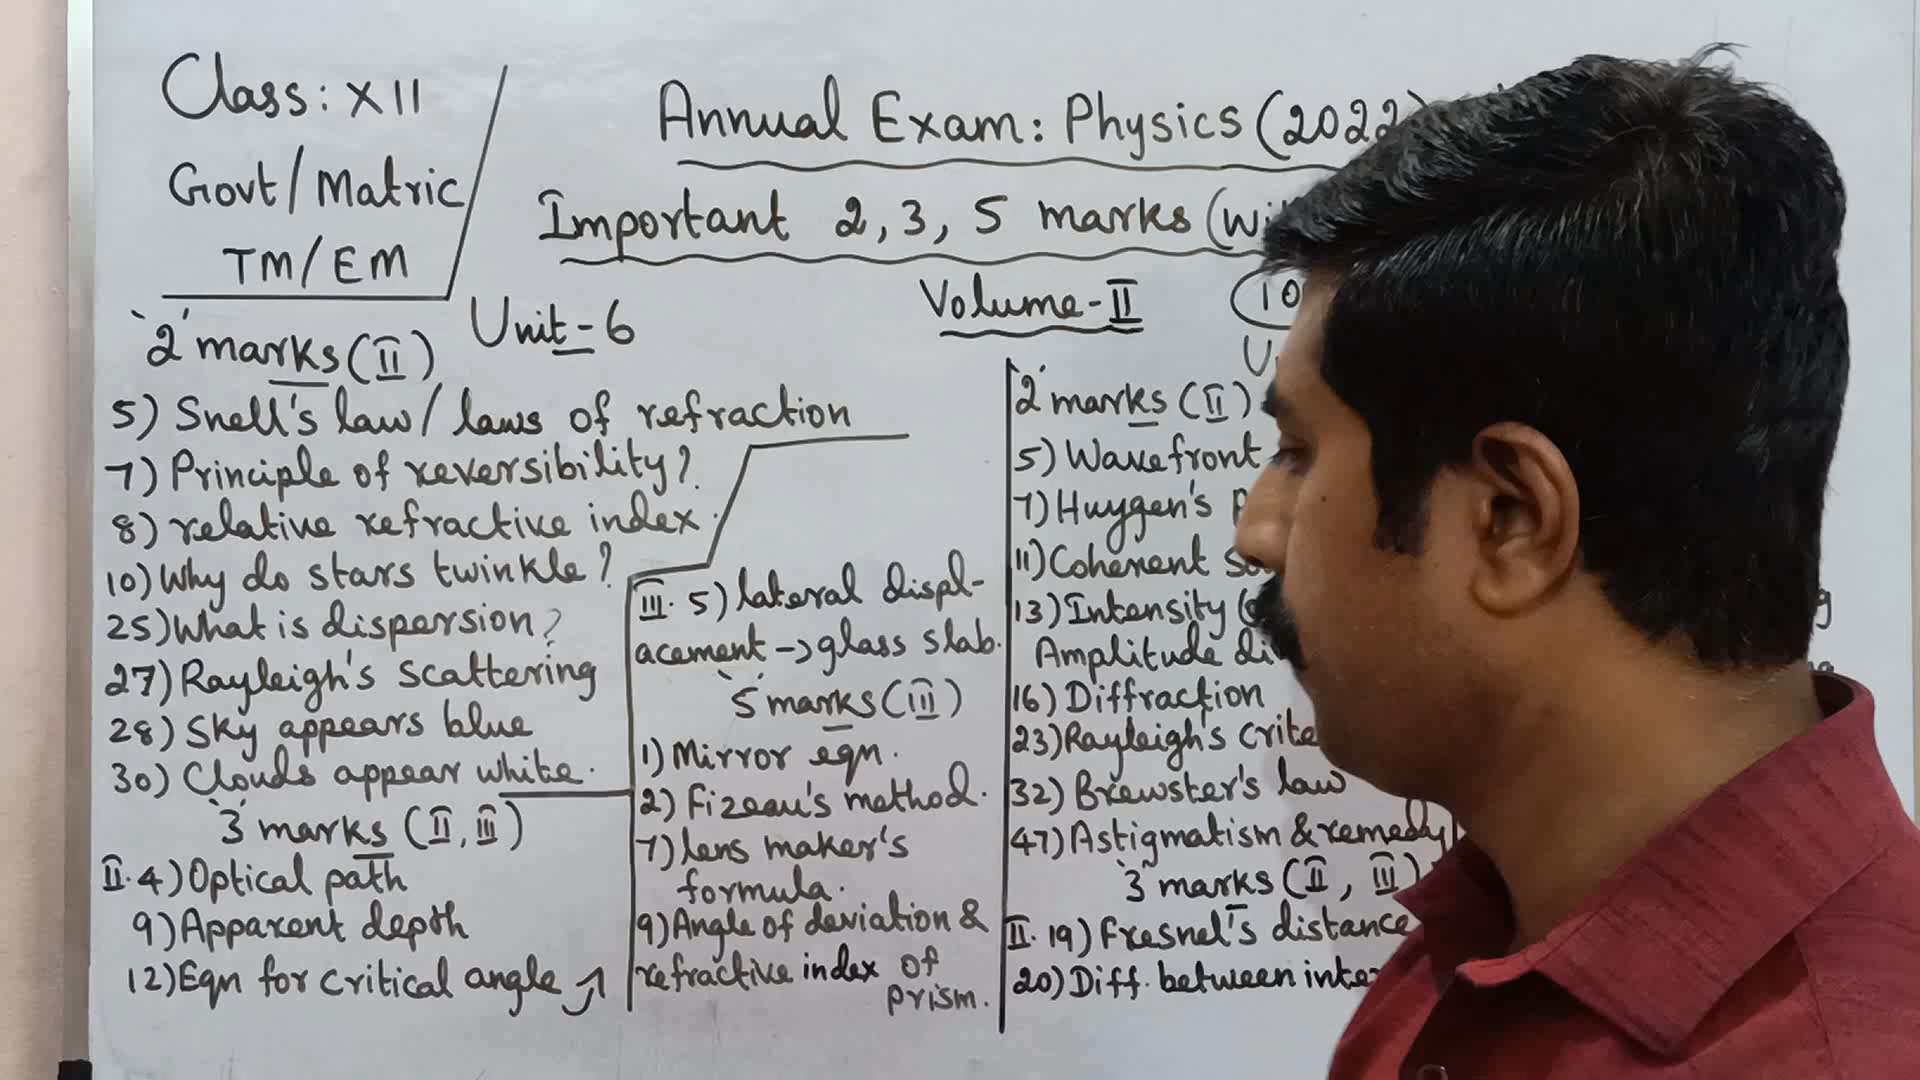 Class: XII
Govt/Matric
TM/EM
Annual Exam: Physics (2022)
Important 2, 3, 5 marks
Volume-II
10
Unit-6
'2' marks (II)
5) Snell's law/laws of refraction
7) Principle of reversibility?
8) relative refractive index.
10) Why do stars twinkle?
25) What is dispersion?
27) Rayleigh's scattering
28) Sky appears blue
30) Clouds appear white.
'3' marks (II, III)
II. 4) Optical path
9) Apparent depth
12) Eqn for critical angle
III. 5) lateral displ-
acement → glass slab.
'5' marks (III)
1) Mirror eqn.
2) Fizeau's method.
7) lens maker's
formula.
9) Angle of deviation &
refractive index of
prism.
2' marks (II)
5) Wavefront
7) Huygen's
11) Coherent
13) Intensity
Amplitude
16) Diffraction
23) Rayleigh's
32) Brewster's law
47) Astigmatism & remedy
'3' marks (II, III)
II. 19) Fresnel's distance
20) Diff. between